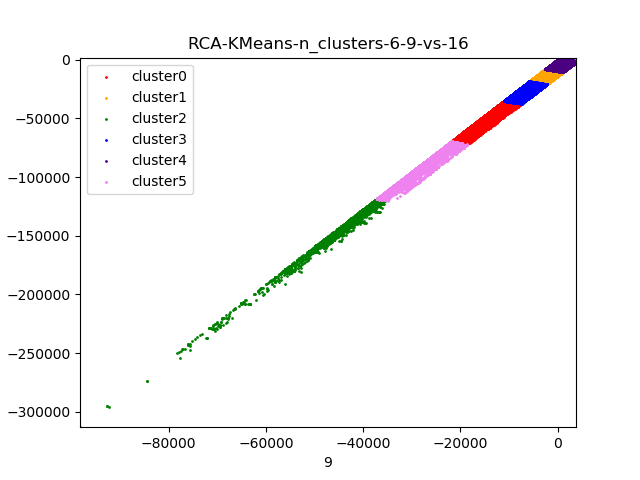 RCA-KMeans-n_clusters-6-9-vs-16
0
−50000
−100000
−150000
−200000
−250000
−300000
cluster0
cluster1
cluster2
cluster3
cluster4
cluster5
−80000 −60000 −40000 −20000 0
9